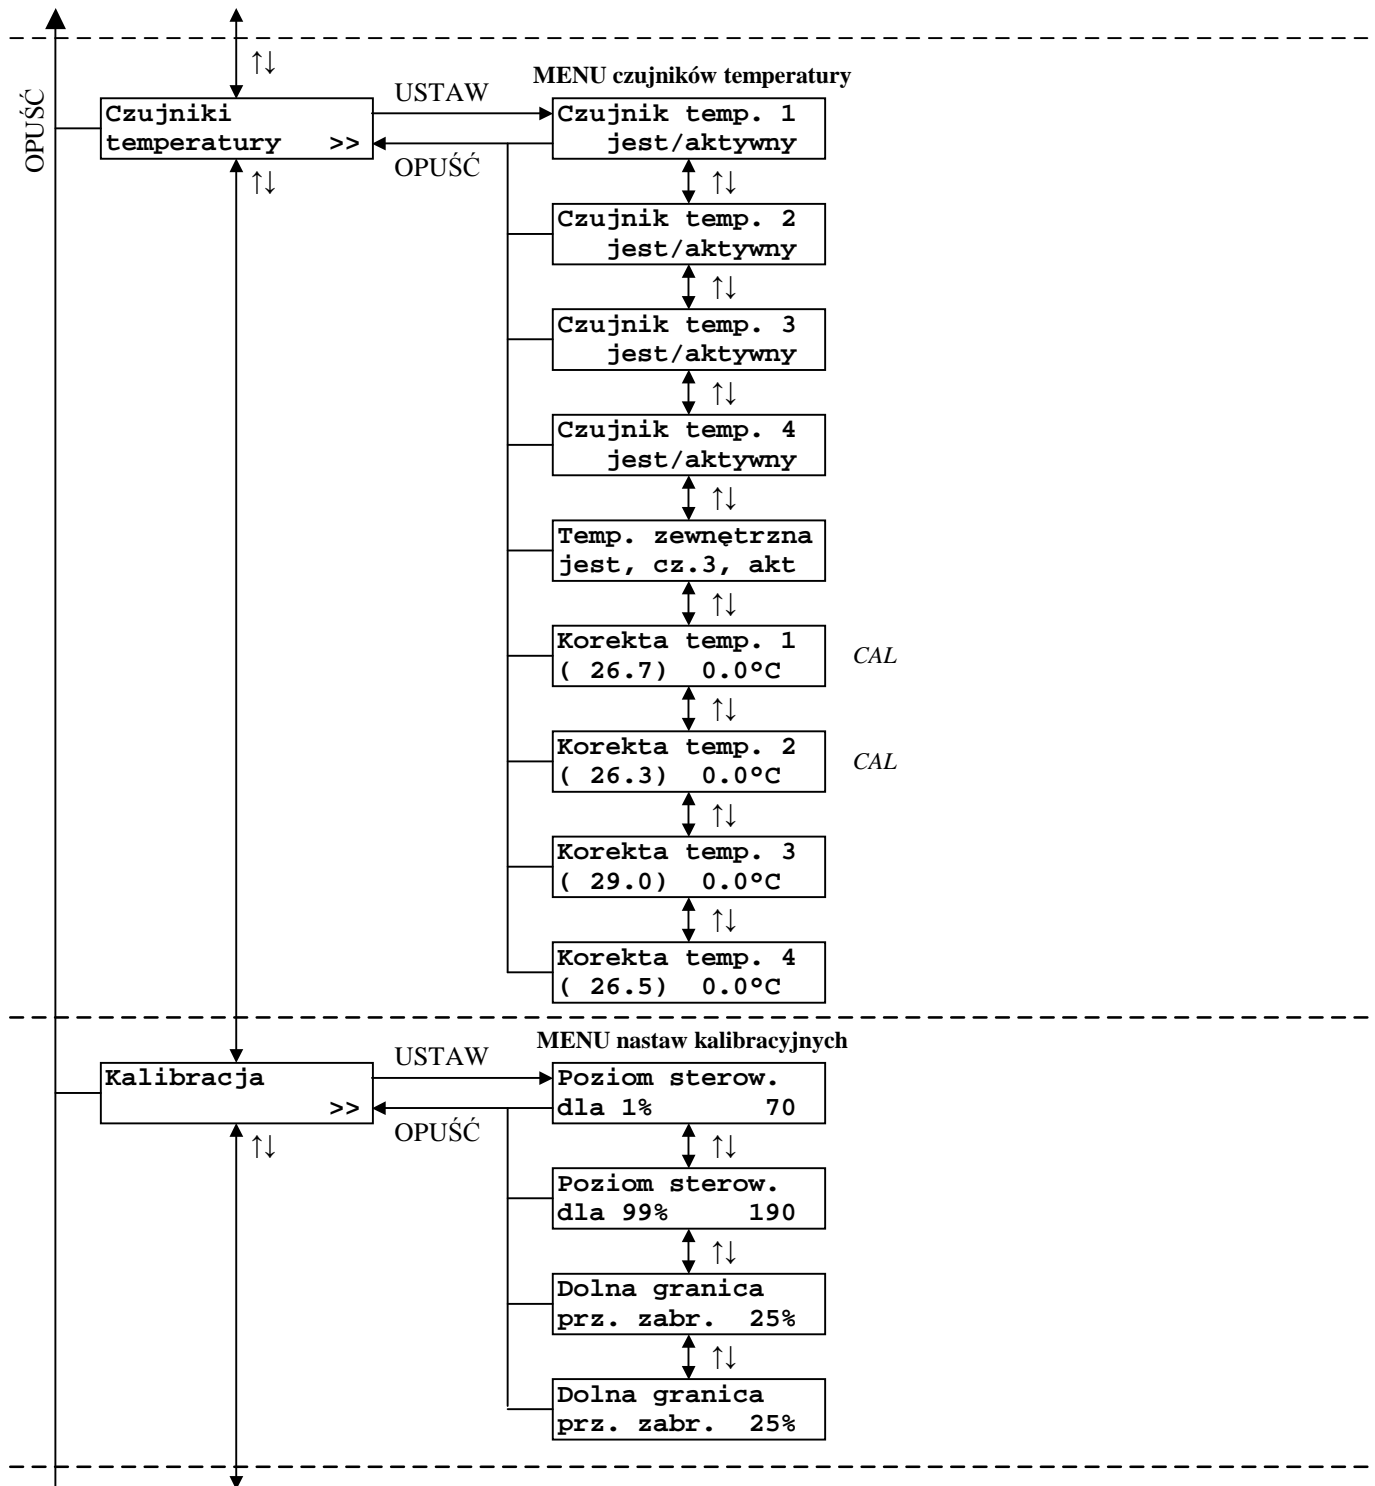 ↑↓
MENU czujników temperatury
OPUŚĆ
USTAW
Czujniki
temperatury >>
OPUŚĆ
↑↓
Czujnik temp. 1
jest/aktywny
↑↓
Czujnik temp. 2
jest/aktywny
↑↓
Czujnik temp. 3
jest/aktywny
↑↓
Czujnik temp. 4
jest/aktywny
↑↓
Temp. zewnętrzna
jest, cz.3, akt
↑↓
Korekta temp. 1
( 26.7) 0.0°C
CAL
↑↓
Korekta temp. 2
( 26.3) 0.0°C
CAL
↑↓
Korekta temp. 3
( 29.0) 0.0°C
↑↓
Korekta temp. 4
( 26.5) 0.0°C
MENU nastaw kalibracyjnych
USTAW
Kalibracja
>>
OPUŚĆ
↑↓
Poziom sterow.
dla 1% 70
↑↓
Poziom sterow.
dla 99% 190
↑↓
Dolna granica
prz. zabr. 25%
↑↓
Dolna granica
prz. zabr. 25%